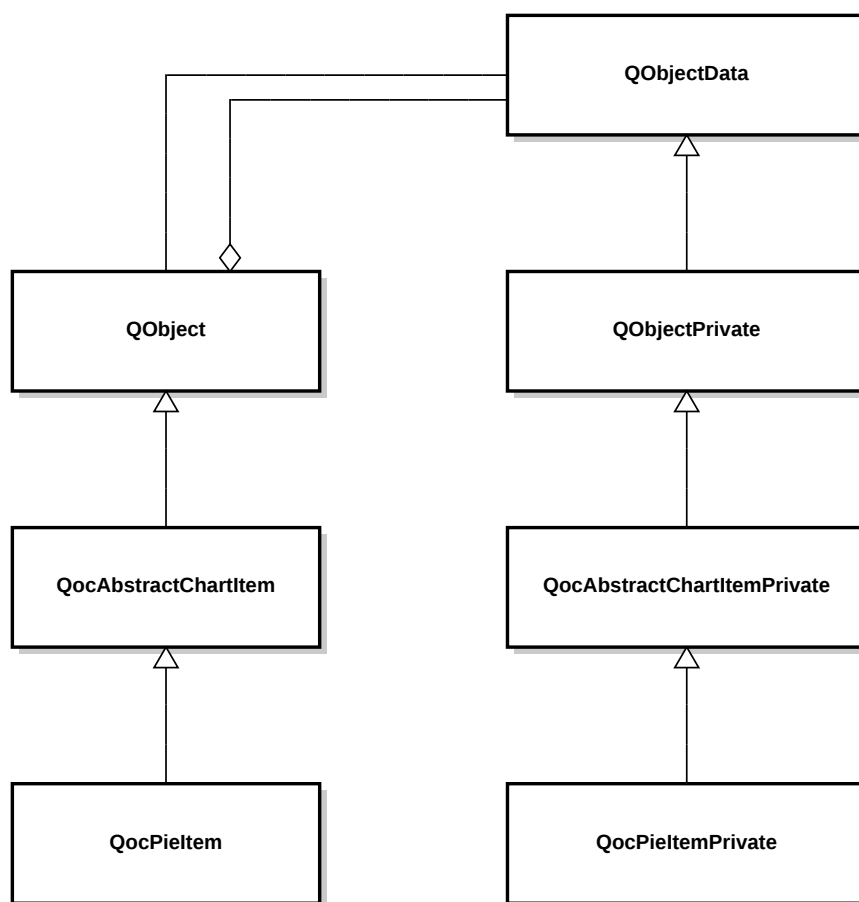 QObjectData
QObject
QObjectPrivate
QocAbstractChartItem
QocAbstractChartItemPrivate
QocPieItem
QocPieItemPrivate